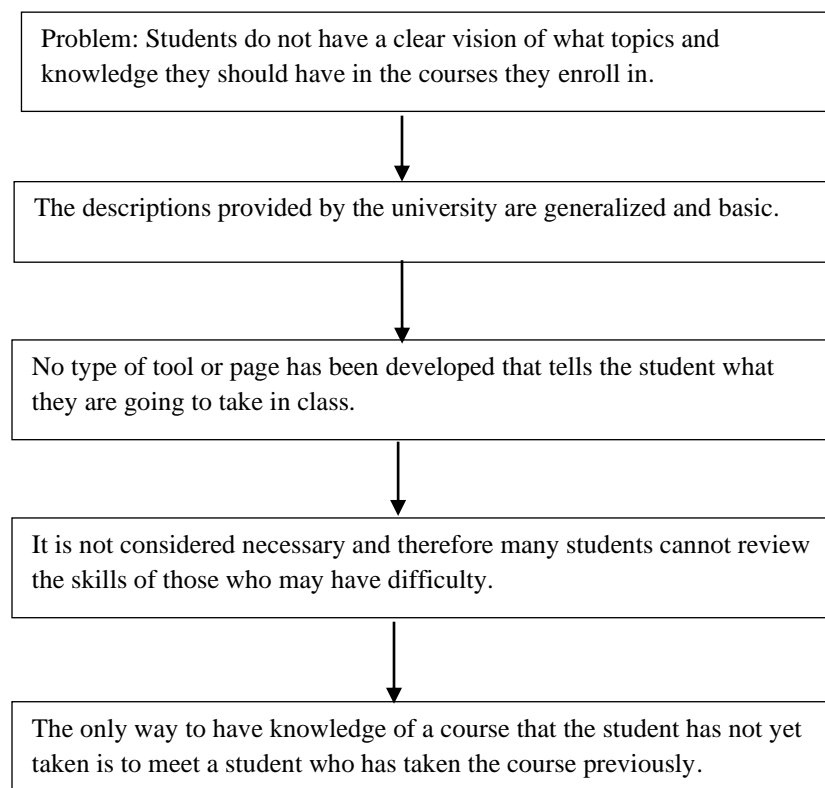 Problem: Students do not have a clear vision of what topics and
knowledge they should have in the courses they enroll in.
The descriptions provided by the university are generalized and basic.
No type of tool or page has been developed that tells the student what
they are going to take in class.
It is not considered necessary and therefore many students cannot review
the skills of those who may have difficulty.
The only way to have knowledge of a course that the student has not yet
taken is to meet a student who has taken the course previously.